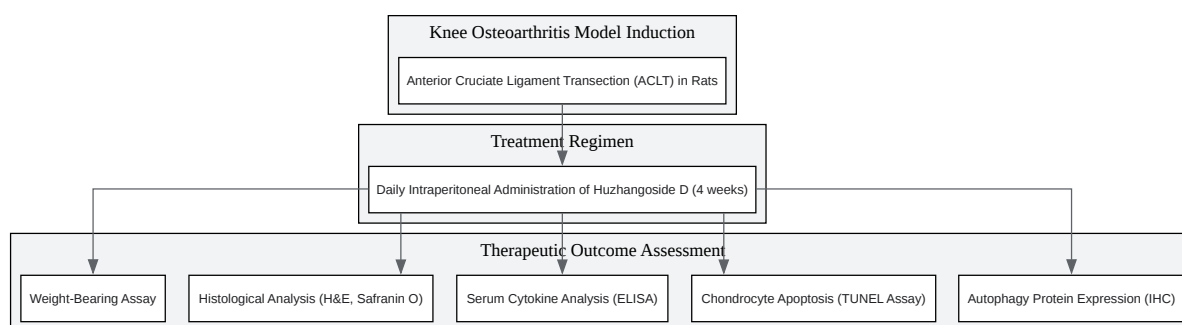 Knee Osteoarthritis Model Induction
Anterior Cruciate Ligament Transection (ACLT) in Rats
Treatment Regimen
Daily Intraperitoneal Administration of Huzhangoside D (4 weeks)
Therapeutic Outcome Assessment
Weight-Bearing Assay
Histological Analysis (H&E, Safranin O)
Serum Cytokine Analysis (ELISA)
Chondrocyte Apoptosis (TUNEL Assay)
Autophagy Protein Expression (IHC)